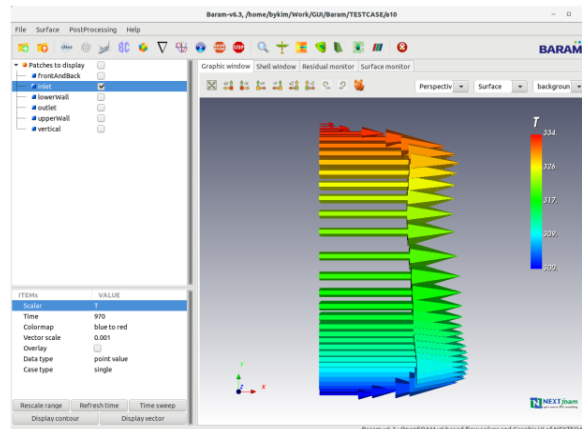 Baram-v6.3, /home/bykim/Work/GUI/Baram/TESTCASE/a10
File Surface PostProcessing Help
BC
STOP
BARAM
Patches to display
frontAndBack
inlet
lowerWall
outlet
upperWall
vertical
Graphic window Shell window Residual monitor Surface monitor
Perspectiv Surface backgroun
T
334.
326.
317.
309.
300.
ITEMs VALUE
Scalar T
Time 970
Colormap blue to red
Vector scale 0.001
Overlay
Data type point value
Case type single
Y
Z X
Rescale range Refresh time Time sweep
Display contour Display vector
NEXTfoam